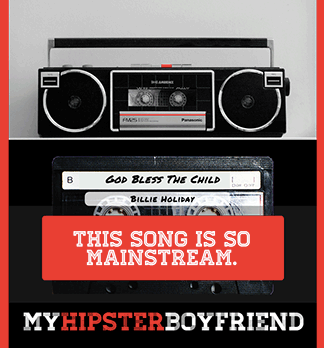 Panasonic
B
GOD BLESS THE CHILD
BILLIE HOLIDAY
THIS SONG IS SO
MAINSTREAM.
MYHIPSTERBOYFRIEND